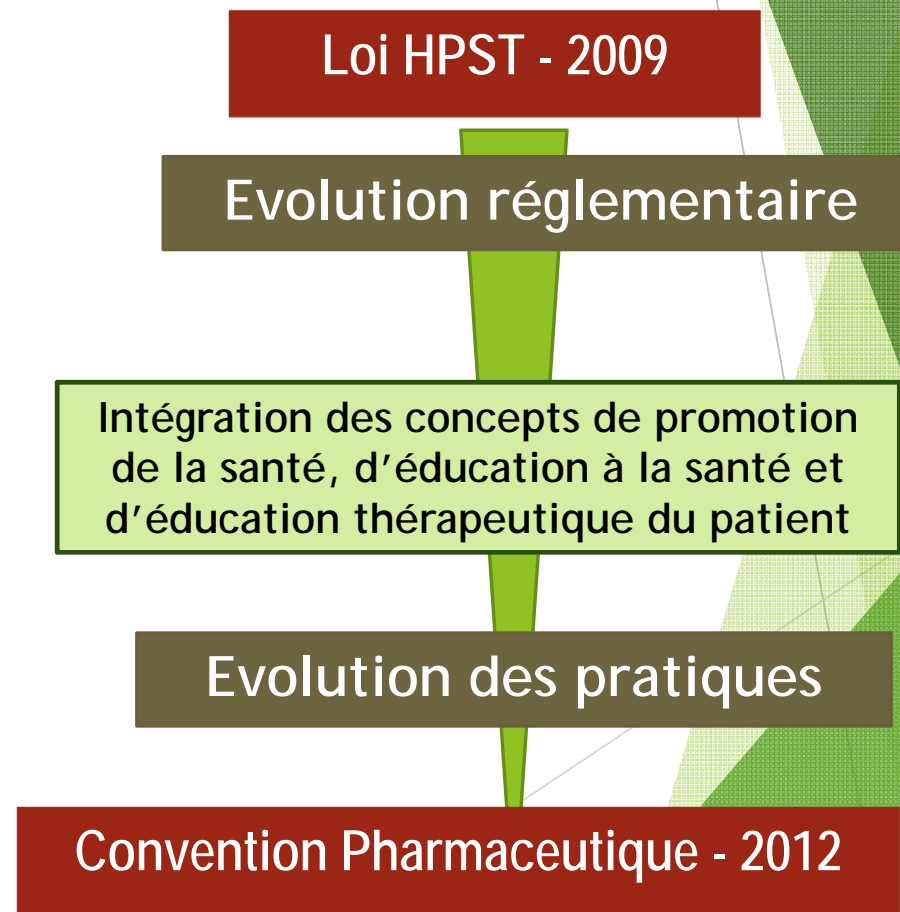 Loi HPST - 2009
Evolution réglementaire
Intégration des concepts de promotion
de la santé, d’éducation à la santé et
d’éducation thérapeutique du patient
Evolution des pratiques
Convention Pharmaceutique - 2012